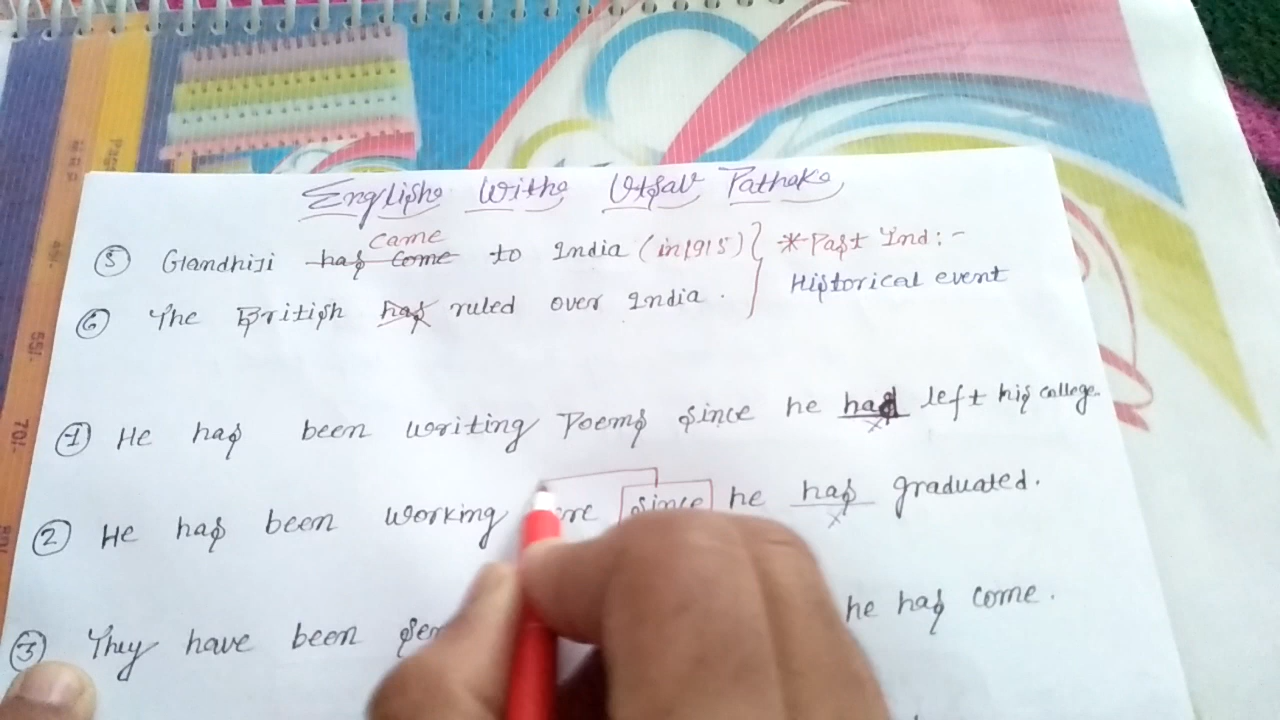 English With Utsav Pathak
came
⑤ Gandhiji has come to India (in 1915) } * Past Ind:-
⑥ The British has ruled over India. Historical event
① He has been writing Poems since he had left his college.
② He has been working since he has graduated.
③ They have been he has come.